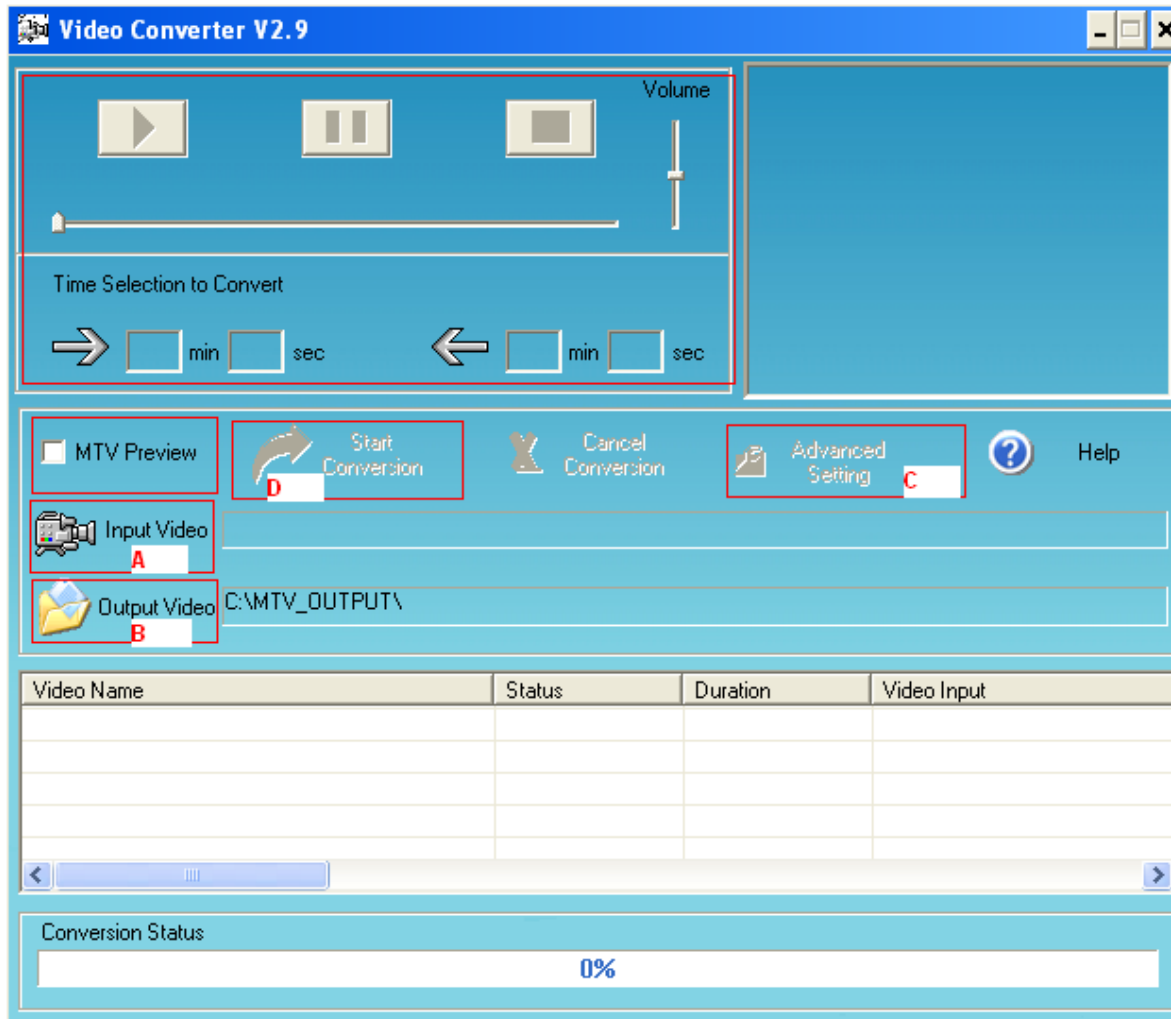 Video Converter V2.9
Volume
Time Selection to Convert
min sec min sec
MTV Preview
Start Conversion
D
Cancel Conversion
Advanced Setting
C
Help
Input Video
A
Output Video C:\MTV_OUTPUT\
B
Video Name Status Duration Video Input
Conversion Status
0%